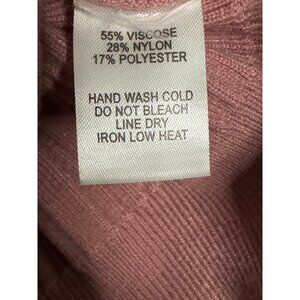 55% VISCOSE
28% NYLON
17% POLYESTER
HAND WASH COLD
DO NOT BLEACH
LINE DRY
IRON LOW HEAT